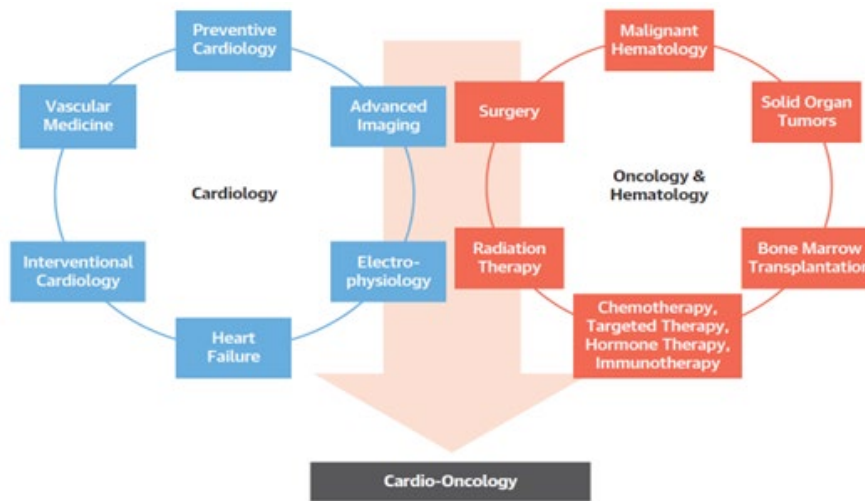 Preventive
Cardiology
Vascular
Medicine
Advanced
Imaging
Cardiology
Interventional
Cardiology
Electro-
physiology
Heart
Failure
Malignant
Hematology
Surgery
Solid Organ
Tumors
Oncology &
Hematology
Radiation
Therapy
Bone Marrow
Transplantation
Chemotherapy,
Targeted Therapy,
Hormone Therapy,
Immunotherapy
Cardio-Oncology